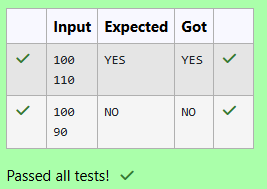 Input Expected Got
100 YES YES
110
100 NO NO
90
Passed all tests!